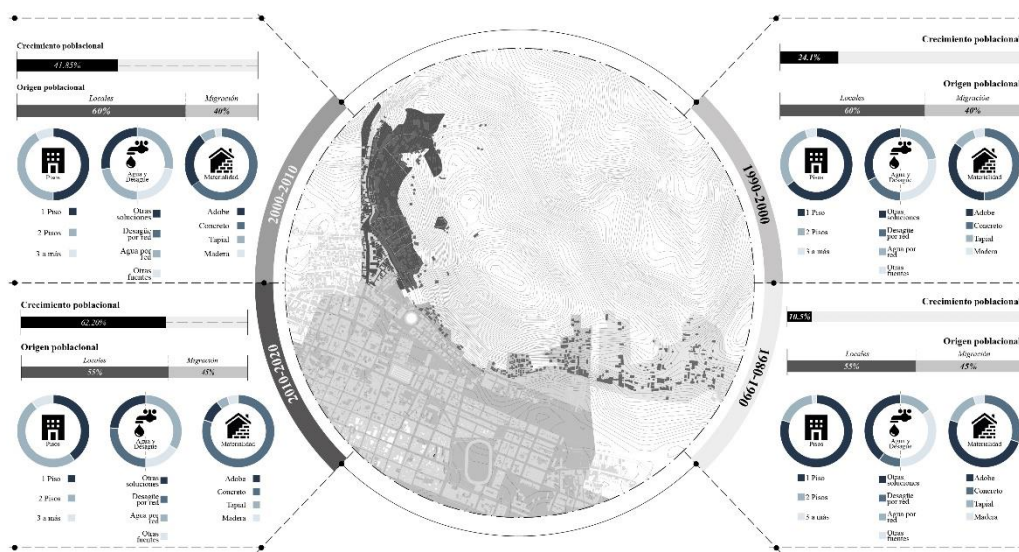 Crecimiento poblacional
41.85%
Origen poblacional
Locales
Migración
60%
40%
Pisos
Agua y
Desagüe
Materialidad
1 Piso
2 Pisos
3 a más
Otras
soluciones
Desagüe
por red
Agua por
red
Otras
fuentes
Adobe
Concreto
Tapial
Madera
2000-2010
1990-2000
Crecimiento poblacional
24.1%
Origen poblacional
Locales
Migración
60%
40%
Pisos
Agua y
Desagüe
Materialidad
1 Piso
2 Pisos
3 a más
Otras
soluciones
Desagüe
por red
Agua por
red
Otras
fuentes
Adobe
Concreto
Tapial
Madera
Crecimiento poblacional
62.20%
Origen poblacional
Locales
Migración
55%
45%
Pisos
Agua y
Desagüe
Materialidad
1 Piso
2 Pisos
3 a más
Otras
soluciones
Desagüe
por red
Agua por
red
Otras
fuentes
Adobe
Concreto
Tapial
Madera
2010-2020
1980-1990
Crecimiento poblacional
10.5%
Origen poblacional
Locales
Migración
55%
45%
Pisos
Agua y
Desagüe
Materialidad
1 Piso
2 Pisos
a más
Otras
soluciones
Desagüe
por red
Agua por
red
Otras
fuentes
Adobe
Concreto
Tapial
Madera